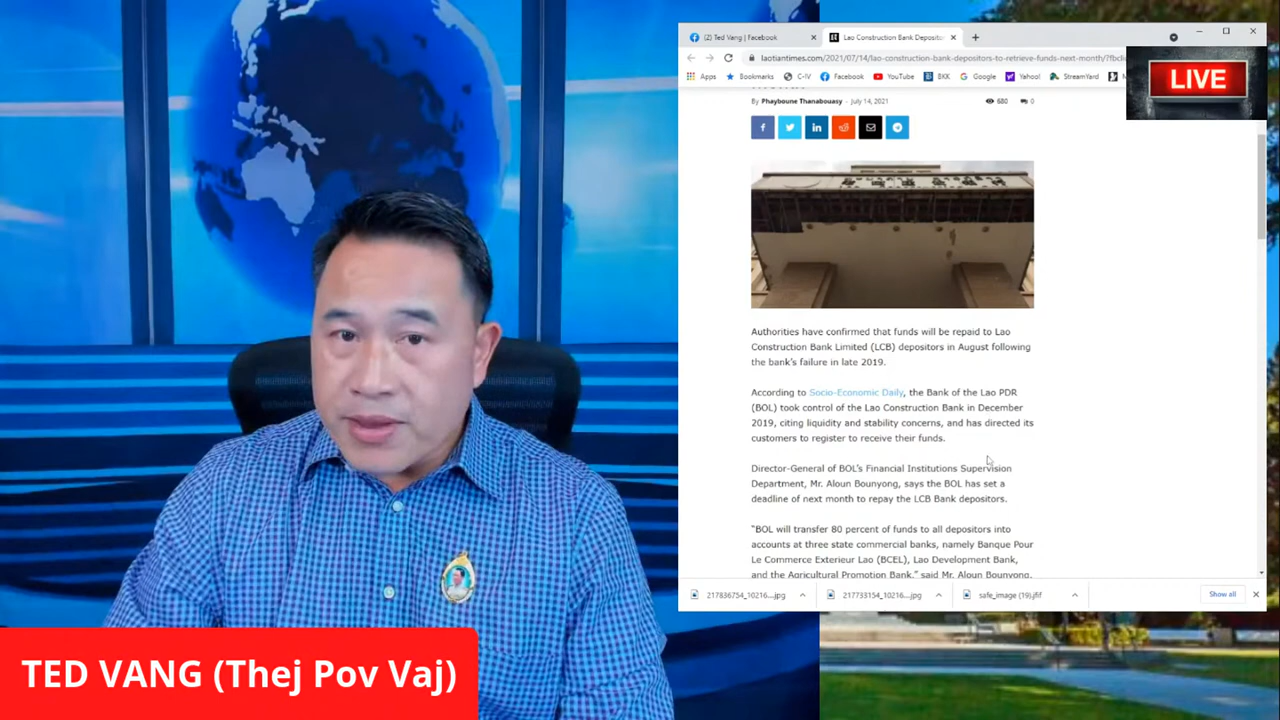 (2) Ted Vang | Facebook
Lao Construction Bank Deposito
laotiantimes.com/2021/07/14/lao-construction-bank-depositors-to-retrieve-funds-next-month/?fbcli
Apps
Bookmarks
C-IV
Facebook
YouTube
BKK
Google
Yahoo!
StreamYard
LIVE
By Phayboune Thanabouasy - July 14, 2021
680
0
Authorities have confirmed that funds will be repaid to Lao
Construction Bank Limited (LCB) depositors in August following
the bank's failure in late 2019.
According to Socio-Economic Daily, the Bank of the Lao PDR
(BOL) took control of the Lao Construction Bank in December
2019, citing liquidity and stability concerns, and has directed its
customers to register to receive their funds.
Director-General of BOL's Financial Institutions Supervision
Department, Mr. Aloun Bounyong, says the BOL has set a
deadline of next month to repay the LCB Bank depositors.
"BOL will transfer 80 percent of funds to all depositors into
accounts at three state commercial banks, namely Banque Pour
Le Commerce Exterieur Lao (BCEL), Lao Development Bank,
and the Agricultural Promotion Bank," said Mr. Aloun Bounyong,
217836754_10216....jpg
217733154_10216....jpg
safe_image (19).jfif
Show all
TED VANG (Thej Pov Vaj)